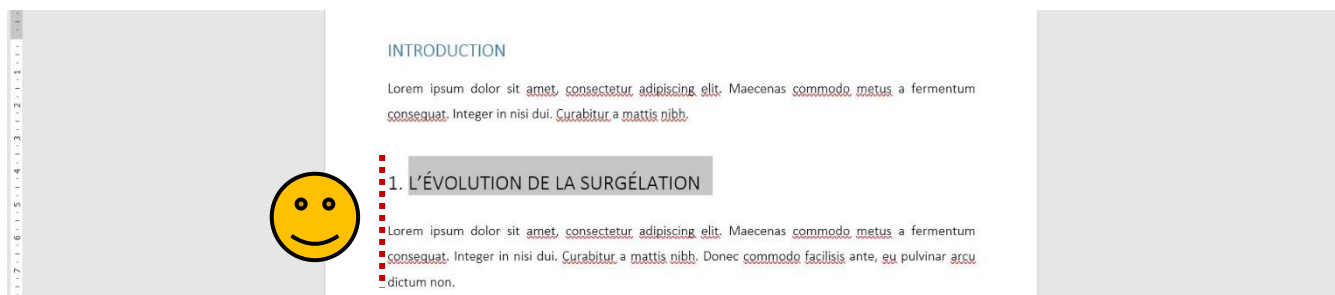 INTRODUCTION
Lorem ipsum dolor sit amet, consectetur adipiscing elit. Maecenas commodo metus a fermentum
consequat. Integer in nisi dui. Curabitur a mattis nibh.
1. L’ÉVOLUTION DE LA SURGÉLATION
Lorem ipsum dolor sit amet, consectetur adipiscing elit. Maecenas commodo metus a fermentum
consequat. Integer in nisi dui. Curabitur a mattis nibh. Donec commodo facilisis ante, eu pulvinar arcu
dictum non.